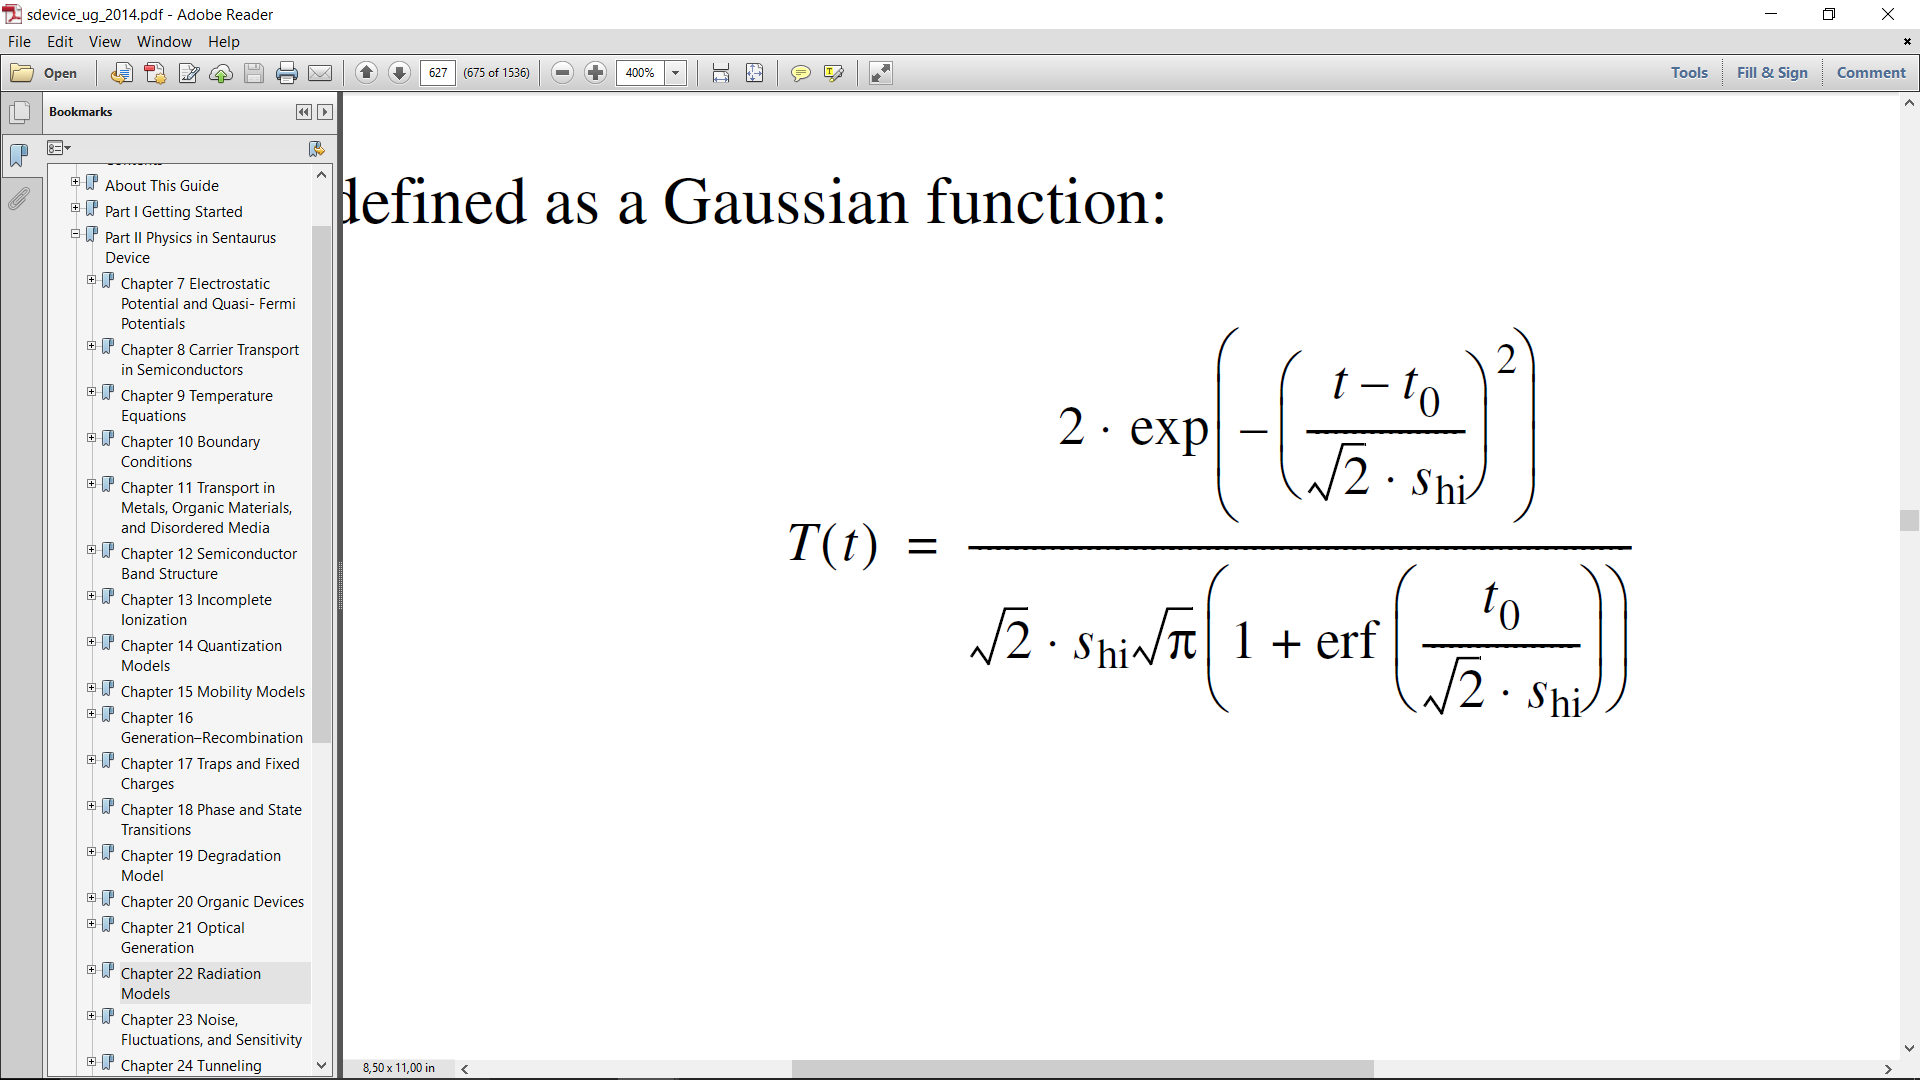 sdevice_ug_2014.pdf - Adobe Reader
File Edit View Window Help
Open 627 (675 of 1536) 400% Tools Fill & Sign Comment
Bookmarks
About This Guide
Part I Getting Started
Part II Physics in Sentaurus
Device
Chapter 7 Electrostatic
Potential and Quasi- Fermi
Potentials
Chapter 8 Carrier Transport
in Semiconductors
Chapter 9 Temperature
Equations
Chapter 10 Boundary
Conditions
Chapter 11 Transport in
Metals, Organic Materials,
and Disordered Media
Chapter 12 Semiconductor
Band Structure
Chapter 13 Incomplete
Ionization
Chapter 14 Quantization
Models
Chapter 15 Mobility Models
Chapter 16
Generation–Recombination
Chapter 17 Traps and Fixed
Charges
Chapter 18 Phase and State
Transitions
Chapter 19 Degradation
Model
Chapter 20 Organic Devices
Chapter 21 Optical
Generation
Chapter 22 Radiation
Models
Chapter 23 Noise,
Fluctuations, and Sensitivity
Chapter 24 Tunneling
defined as a Gaussian function:
T(t) = (2 · exp(−((t − t₀)/(√2 · s_hi))²)) / (√2 · s_hi√π(1 + erf(t₀/(√2 · s_hi))))
8,50 x 11,00 in